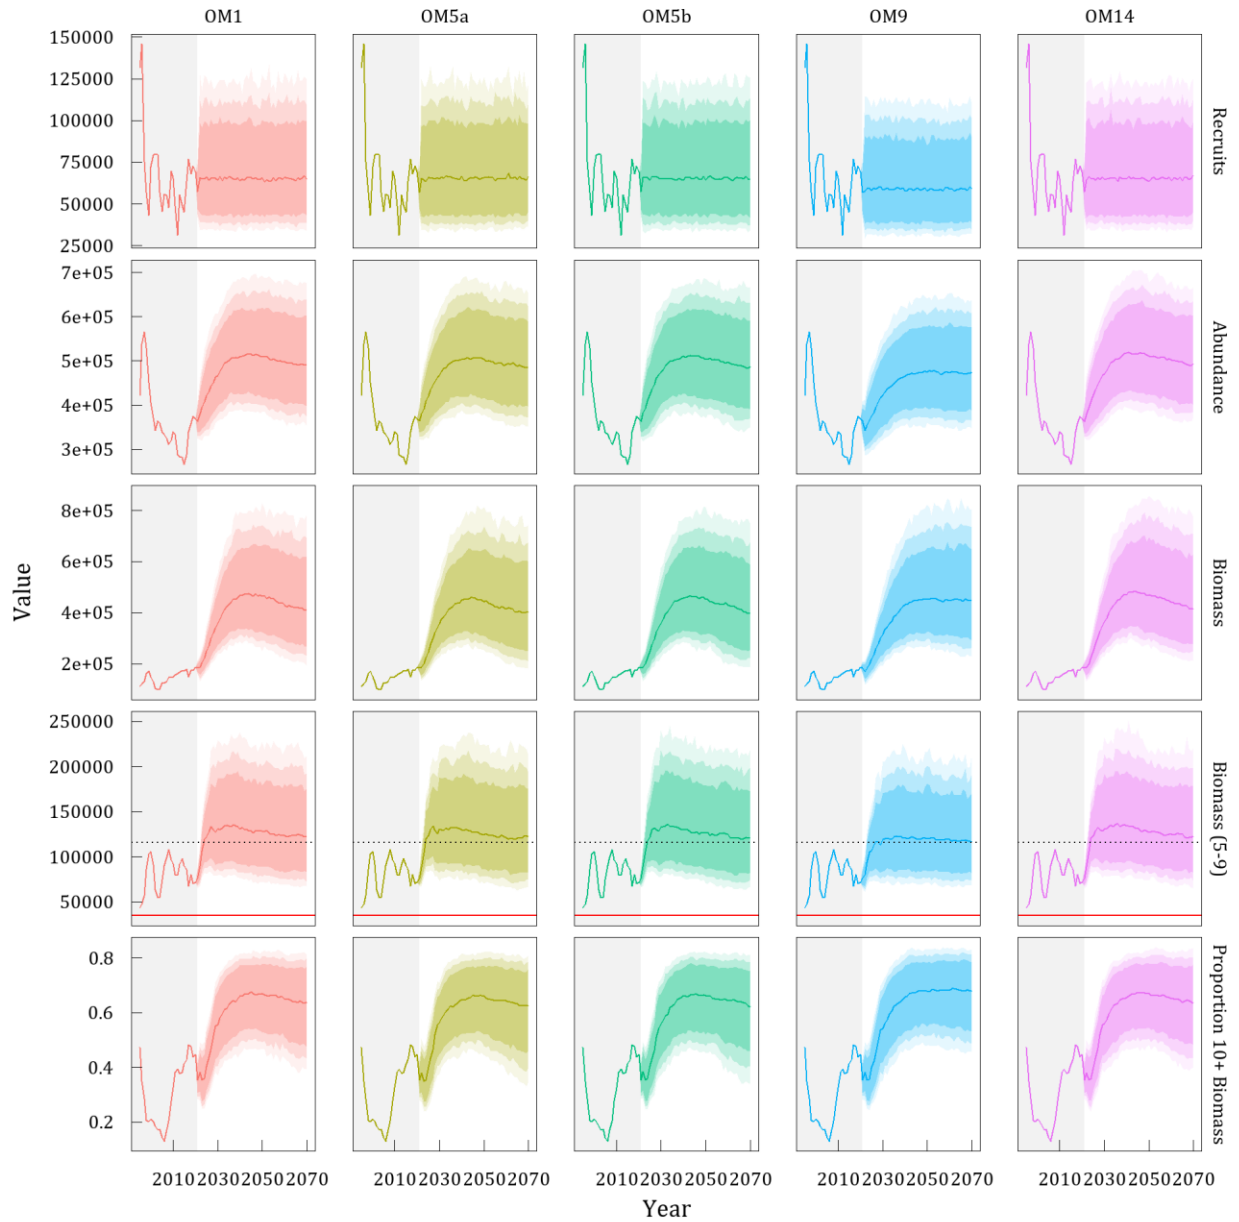 OM1 OM5a OM5b OM9 OM14
150000
125000
100000
75000
50000
25000
Recruits
7e+05
6e+05
5e+05
4e+05
3e+05
Abundance
8e+05
6e+05
4e+05
2e+05
Biomass
Value
250000
200000
150000
100000
50000
Biomass (5-9)
0.8
0.6
0.4
0.2
Proportion 10+ Biomass
2010 2030 2050 2070 2010 2030 2050 2070 2010 2030 2050 2070 2010 2030 2050 2070 2010 2030 2050 2070
Year